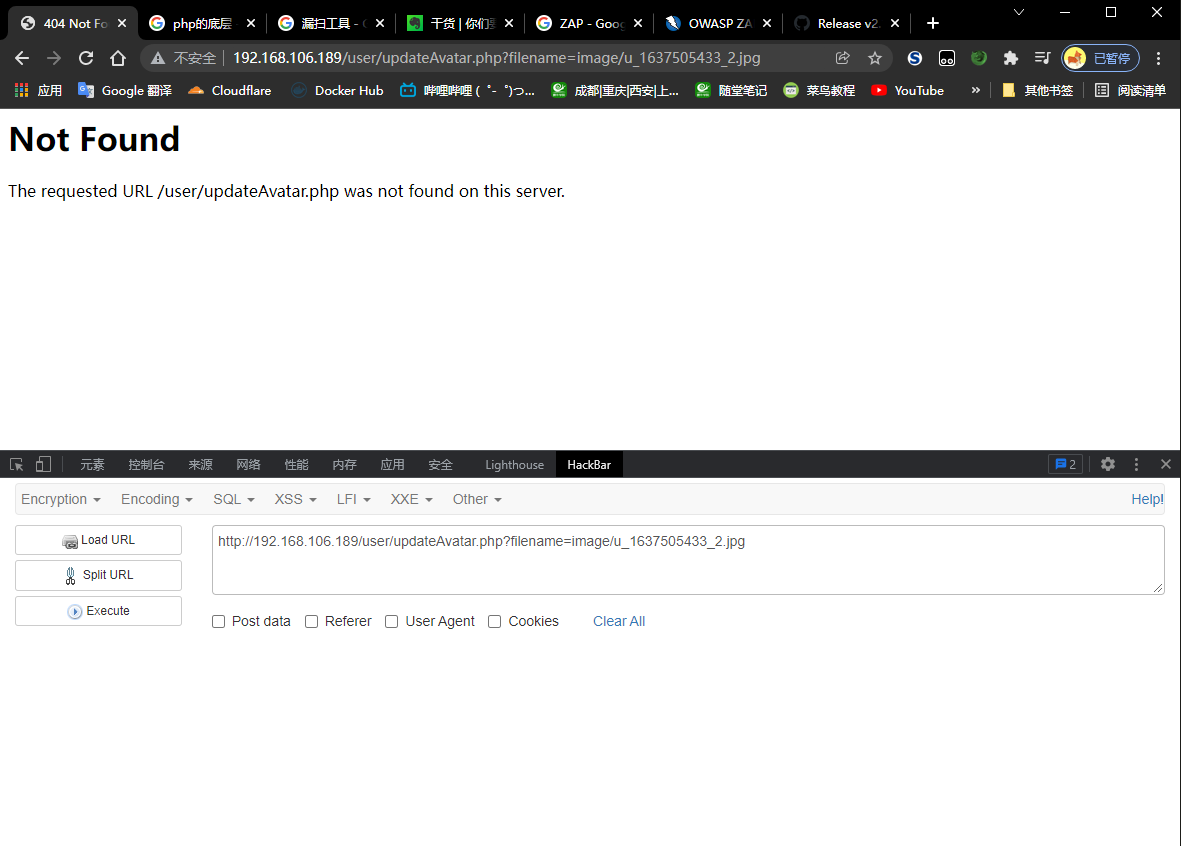 404 Not Fo
php的底层
漏扫工具 -
干货 | 你们
ZAP - Goog
OWASP ZA
Release v2.
不安全
192.168.106.189/user/updateAvatar.php?filename=image/u_1637505433_2.jpg
已暂停
应用
Google 翻译
Cloudflare
Docker Hub
哔哩哔哩 ( ゜- ゜)つ...
成都|重庆|西安|上...
随堂笔记
菜鸟教程
YouTube
»
其他书签
阅读清单
Not Found
The requested URL /user/updateAvatar.php was not found on this server.
元素
控制台
来源
网络
性能
内存
应用
安全
Lighthouse
HackBar
2
Encryption
Encoding
SQL
XSS
LFI
XXE
Other
Help!
Load URL
http://192.168.106.189/user/updateAvatar.php?filename=image/u_1637505433_2.jpg
Split URL
Execute
Post data
Referer
User Agent
Cookies
Clear All